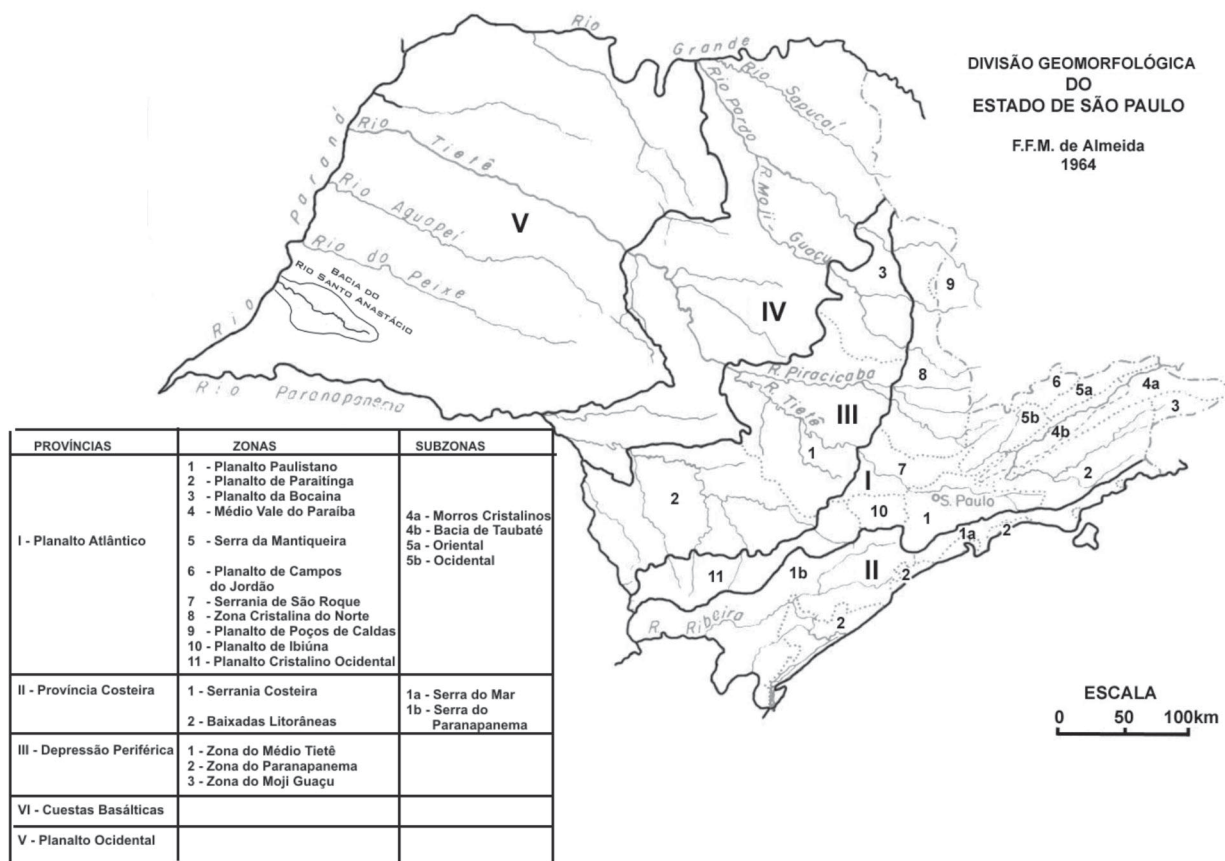 DIVISÃO GEOMORFOLÓGICA
DO
ESTADO DE SÃO PAULO
F.F.M. de Almeida
1964
Rio
Grande
Rio Sapucaí
Rio Pardo
R. Moji-Guaçu
Rio Paraná
Rio Tietê
Rio Aguapeí
Rio do Peixe
BACIA DO
RIO SANTO ANASTÁCIO
Rio Paranapanema
V
IV
3
9
R. Piracicaba
R. Tietê
III
8
6
5a
4a
3
5b
4b
1
7
2
I
S. Paulo
2
10
1
1a
2
11
1b
II
2
R. Ribeira
2
PROVÍNCIAS ZONAS SUBZONAS
I - Planalto Atlântico
1 - Planalto Paulistano
2 - Planalto de Paraitinga
3 - Planalto da Bocaina
4 - Médio Vale do Paraíba
5 - Serra da Mantiqueira
6 - Planalto de Campos
do Jordão
7 - Serrania de São Roque
8 - Zona Cristalina do Norte
9 - Planalto de Poços de Caldas
10 - Planalto de Ibiúna
11 - Planalto Cristalino Ocidental
4a - Morros Cristalinos
4b - Bacia de Taubaté
5a - Oriental
5b - Ocidental
II - Província Costeira
1 - Serrania Costeira
2 - Baixadas Litorâneas
1a - Serra do Mar
1b - Serra do
Paranapanema
III - Depressão Periférica
1 - Zona do Médio Tietê
2 - Zona do Paranapanema
3 - Zona do Moji Guaçu
VI - Cuestas Basálticas
V - Planalto Ocidental
ESCALA
0 50 100km